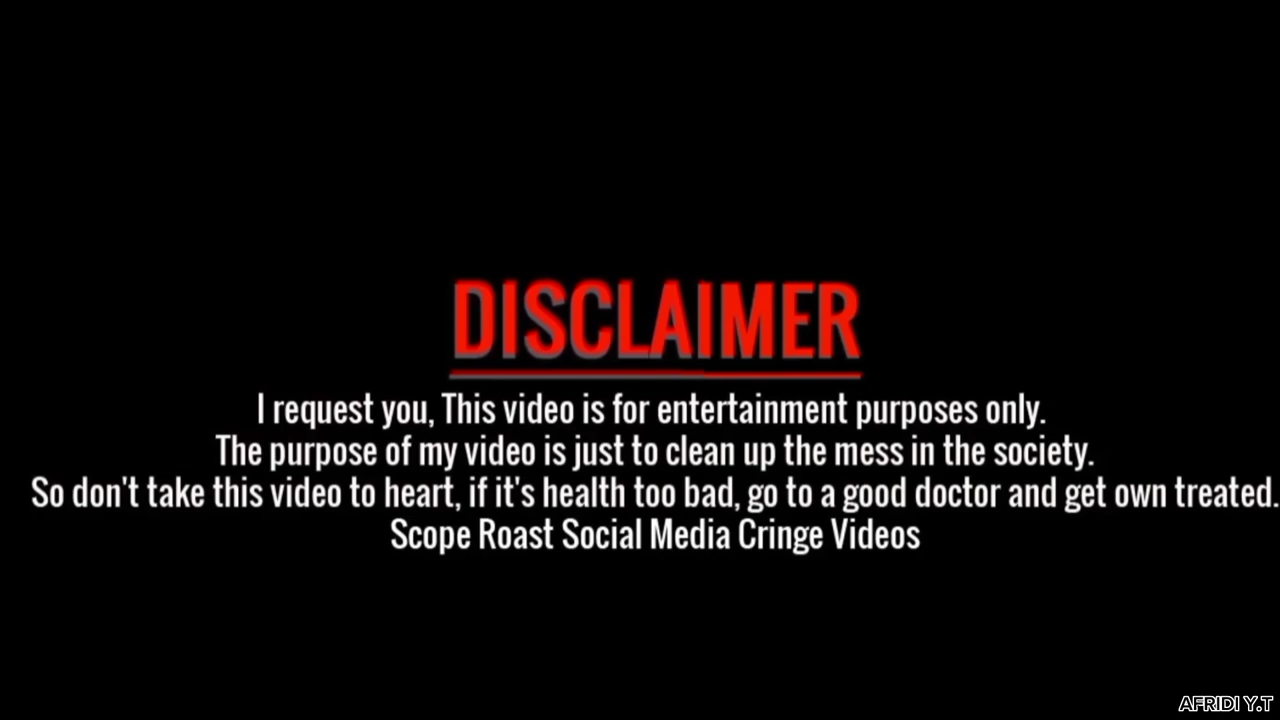 DISCLAIMER
I request you, This video is for entertainment purposes only.
The purpose of my video is just to clean up the mess in the society.
So don't take this video to heart, if it's health too bad, go to a good doctor and get own treated.
Scope Roast Social Media Cringe Videos
AFRIDI Y.T